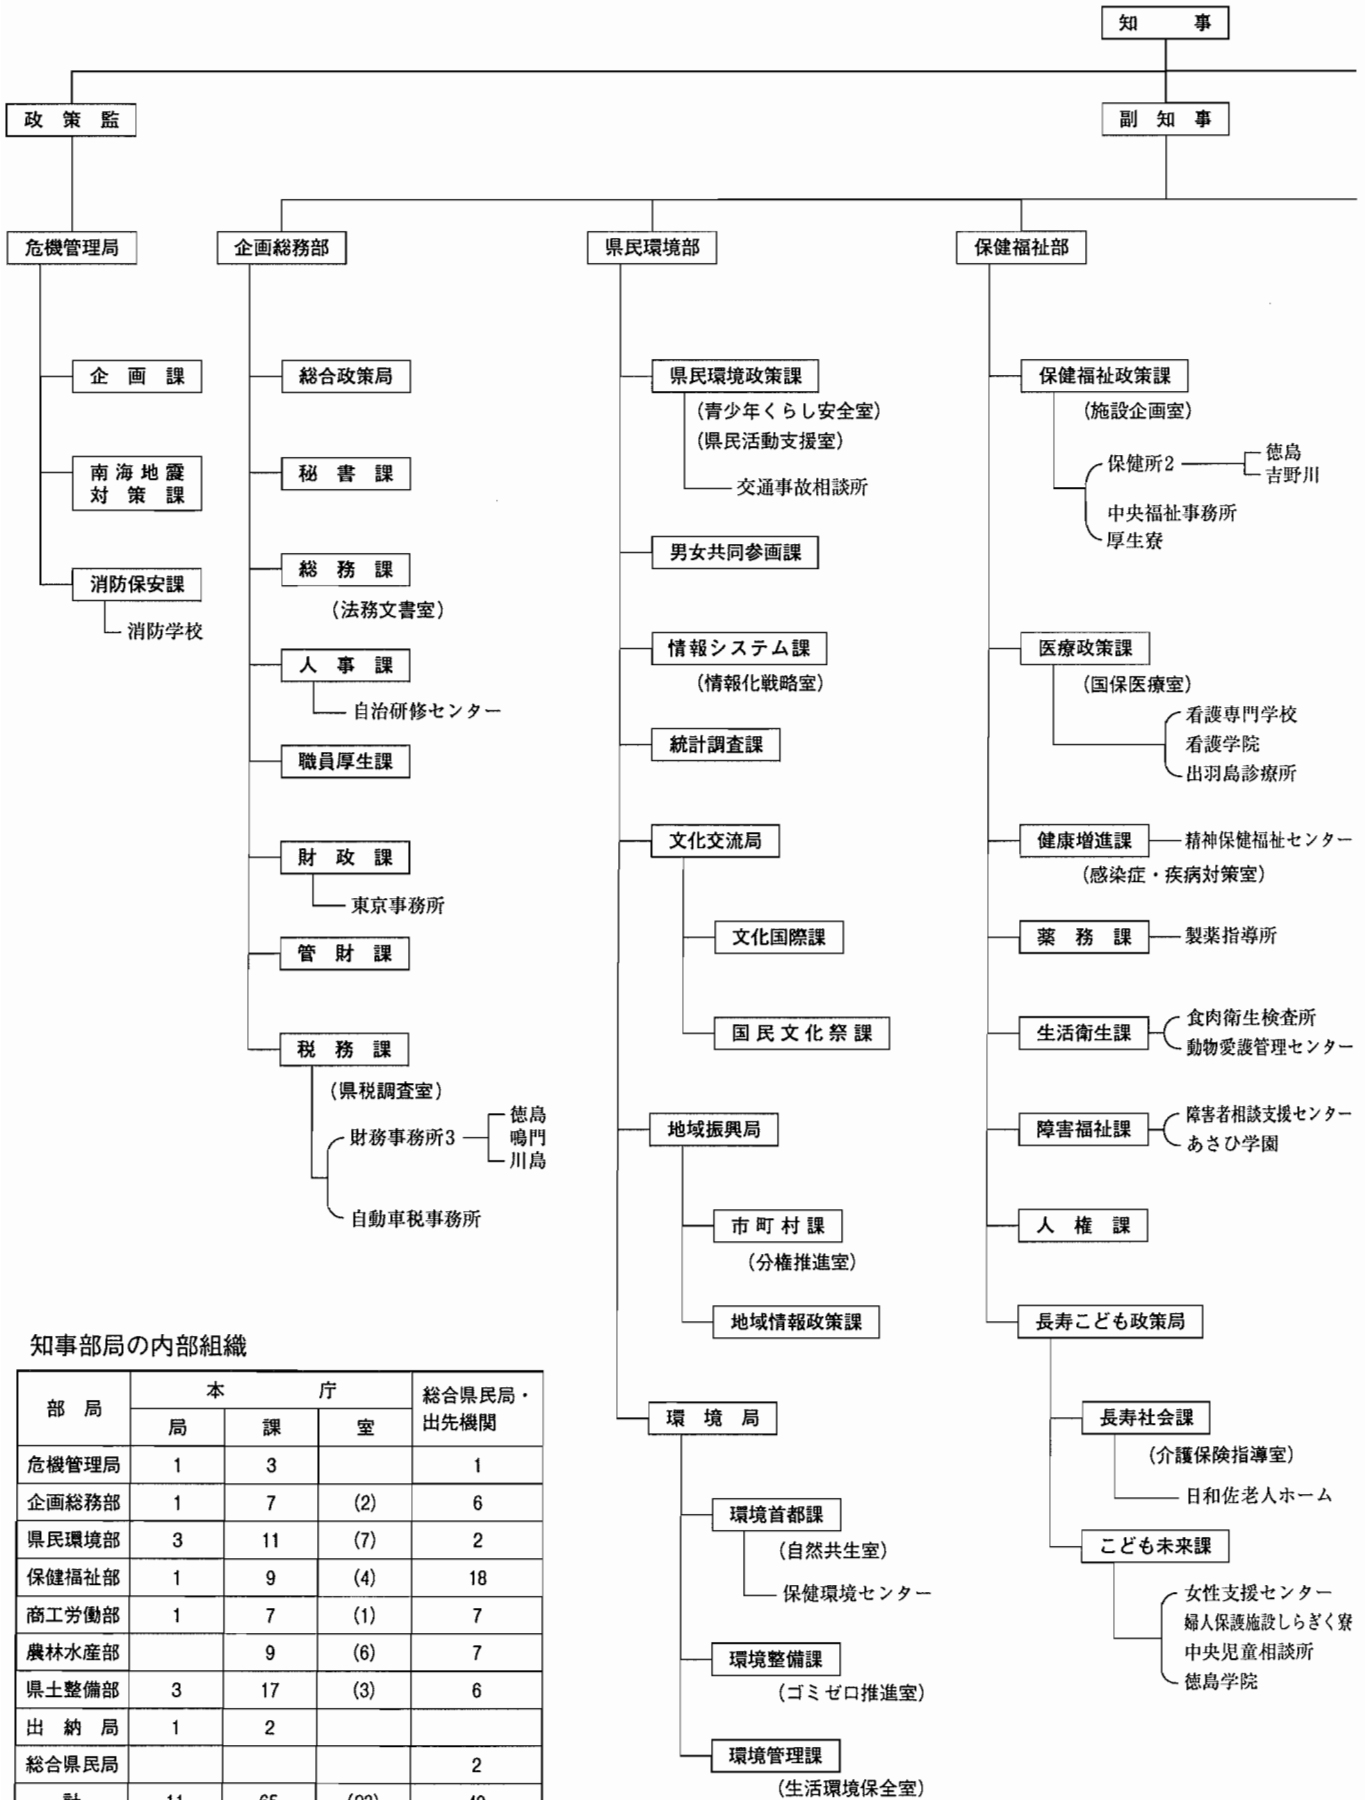 知事
政策監
副知事
危機管理局
企画課
南海地震
対策課
消防保安課
消防学校
企画総務部
総合政策局
秘書課
総務課
(法務文書室)
人事課
自治研修センター
職員厚生課
財政課
東京事務所
管財課
税務課
(県税調査室)
財務事務所3
徳島
鳴門
川島
自動車税事務所
県民環境部
県民環境政策課
(青少年くらし安全室)
(県民活動支援室)
交通事故相談所
男女共同参画課
情報システム課
(情報化戦略室)
統計調査課
文化交流局
文化国際課
国民文化祭課
地域振興局
市町村課
(分権推進室)
地域情報政策課
環境局
環境首都課
(自然共生室)
保健環境センター
環境整備課
(ゴミゼロ推進室)
環境管理課
(生活環境保全室)
保健福祉部
保健福祉政策課
(施設企画室)
保健所2
徳島
吉野川
中央福祉事務所
厚生寮
医療政策課
(国保医療室)
看護専門学校
看護学院
出羽島診療所
健康増進課
精神保健福祉センター
(感染症・疾病対策室)
薬務課
製薬指導所
生活衛生課
食肉衛生検査所
動物愛護管理センター
障害福祉課
障害者相談支援センター
あさひ学園
人権課
長寿こども政策局
長寿社会課
(介護保険指導室)
日和佐老人ホーム
こども未来課
女性支援センター
婦人保護施設しらぎく寮
中央児童相談所
徳島学院
知事部局の内部組織
部局 本庁 総合県民局・出先機関
局 課 室
危機管理局 1 3 1
企画総務部 1 7 (2) 6
県民環境部 3 11 (7) 2
保健福祉部 1 9 (4) 18
商工労働部 1 7 (1) 7
農林水産部 9 (6) 7
県土整備部 3 17 (3) 6
出納局 1 2
総合県民局 2